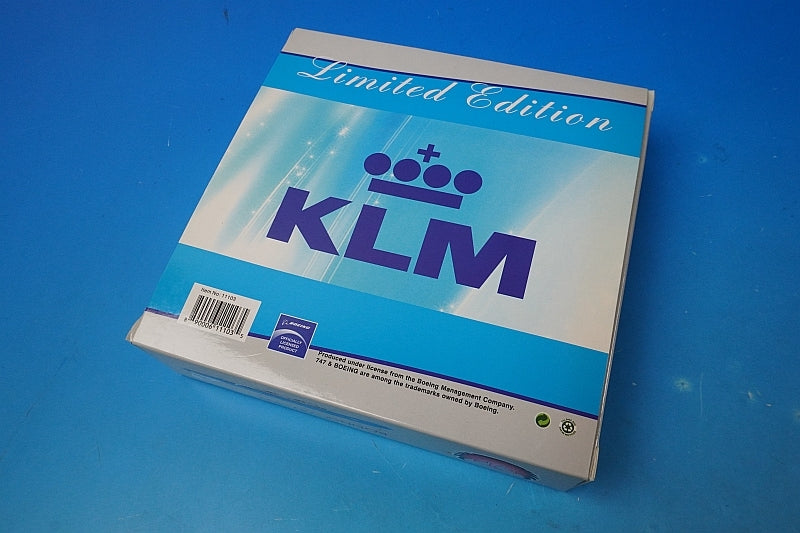 Limited Edition
KLM
Item No: 11103
BOEING
OFFICIALLY
LICENSED
PRODUCT
Produced under license from the Boeing Management Company.
747 & BOEING are among the trademarks owned by Boeing.